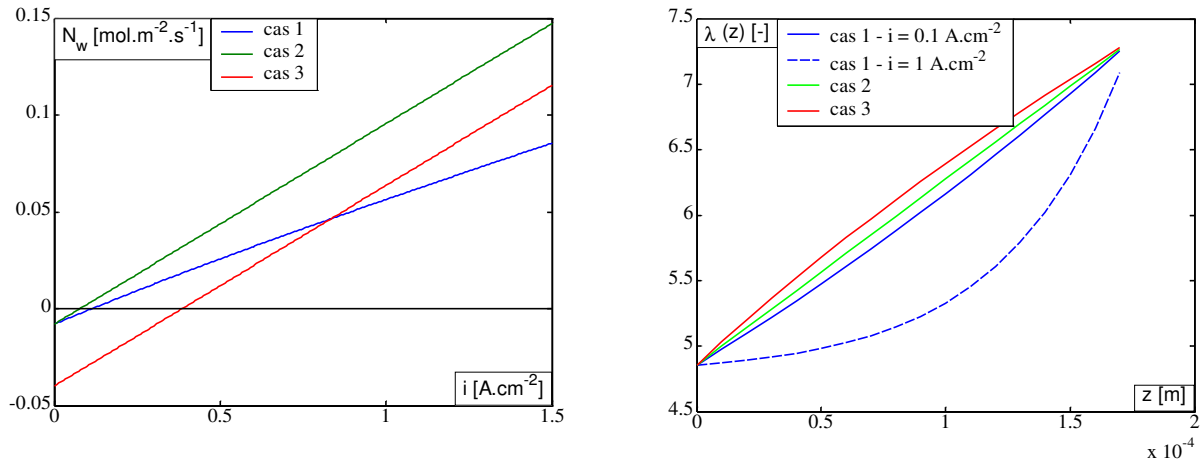 0.15
N_w [mol.m^-2.s^-1]
cas 1
cas 2
cas 3
0.1
0.05
0
-0.05
i [A.cm^-2]
0
0.5
1
1.5
7.5
λ (z) [-]
cas 1 - i = 0.1 A.cm^-2
cas 1 - i = 1 A.cm^-2
cas 2
cas 3
7
6.5
6
5.5
5
4.5
z [m]
0
0.5
1
1.5
2
x 10^-4